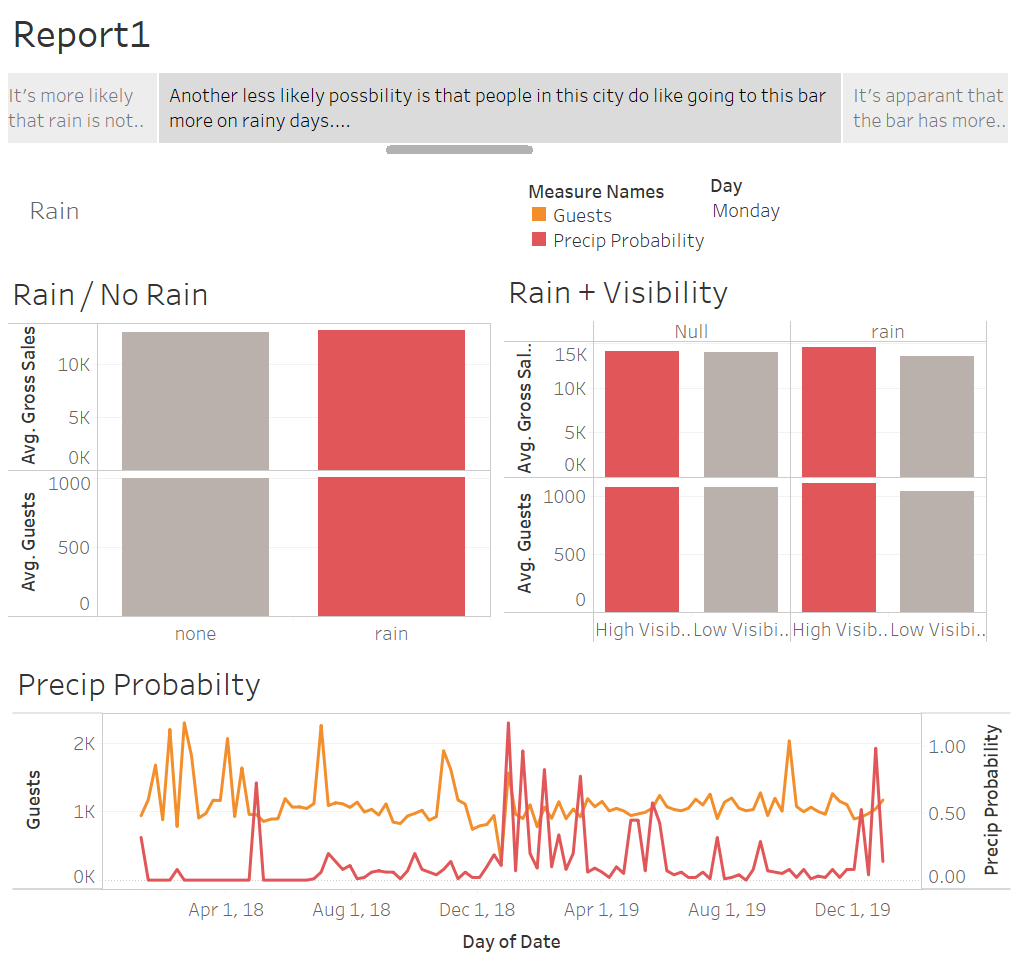 Report1
It's more likely
that rain is not..
Another less likely possbility is that people in this city do like going to this bar
more on rainy days....
It's apparant that
the bar has more..
Rain
Measure Names
Guests
Precip Probability
Day
Monday
Rain / No Rain
Avg. Gross Sales
10K
5K
0K
Avg. Guests
1000
500
0
none
rain
Rain + Visibility
Null
rain
Avg. Gross Sal..
15K
10K
5K
0K
Avg. Guests
1000
500
0
High Visib.. Low Visibi.. High Visib.. Low Visibi..
Precip Probabilty
Guests
2K
1K
0K
1.00
0.50
0.00
Precip Probability
Apr 1, 18
Aug 1, 18
Dec 1, 18
Apr 1, 19
Aug 1, 19
Dec 1, 19
Day of Date